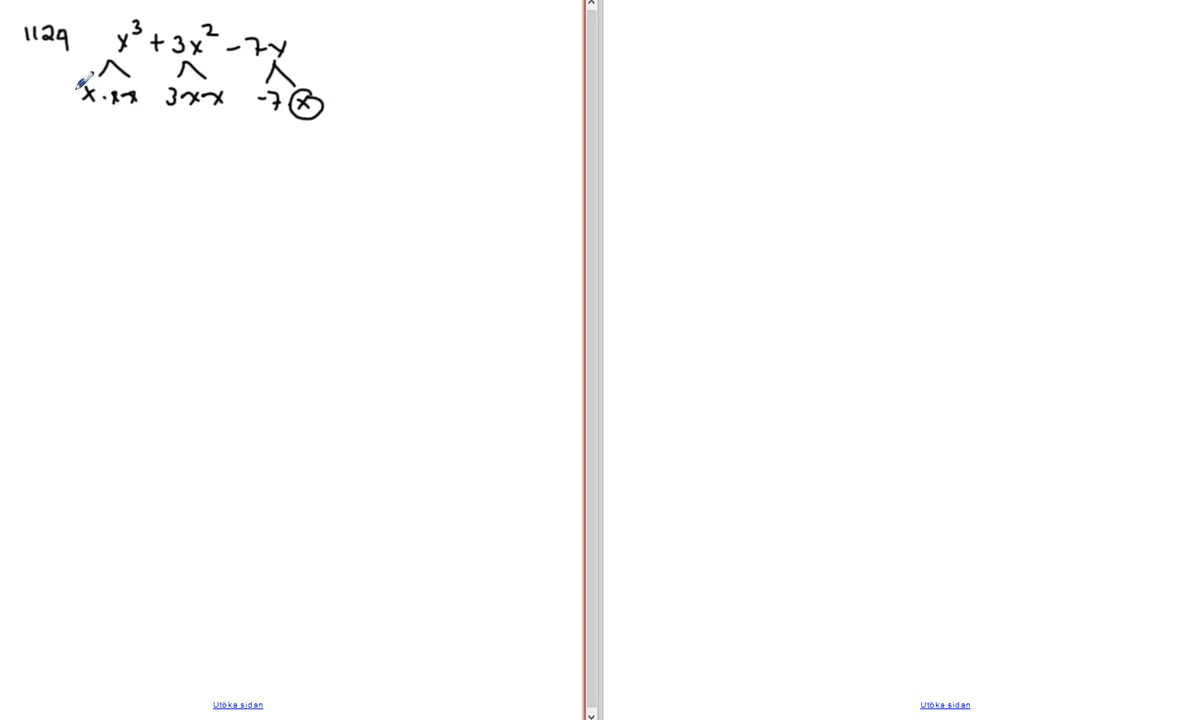 1129 x³ + 3x² - 7x
x · x · x 3 · x · x -7 · x
Utöka sidan
Utöka sidan